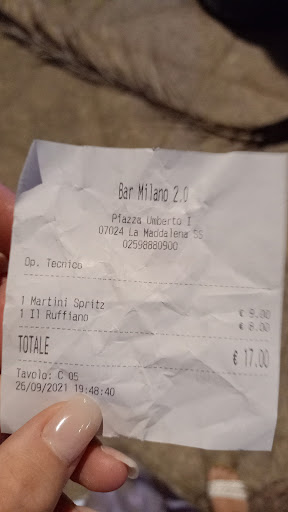 Bar Milano 2.0
Piazza Umberto I
07024 La Maddalena SS
02598880900
Op. Tecnico
1 Martini Spritz € 9.00
1 Il Ruffiano € 8.00
TOTALE € 17.00
Tavolo: C 05
26/09/2021 19:48:40